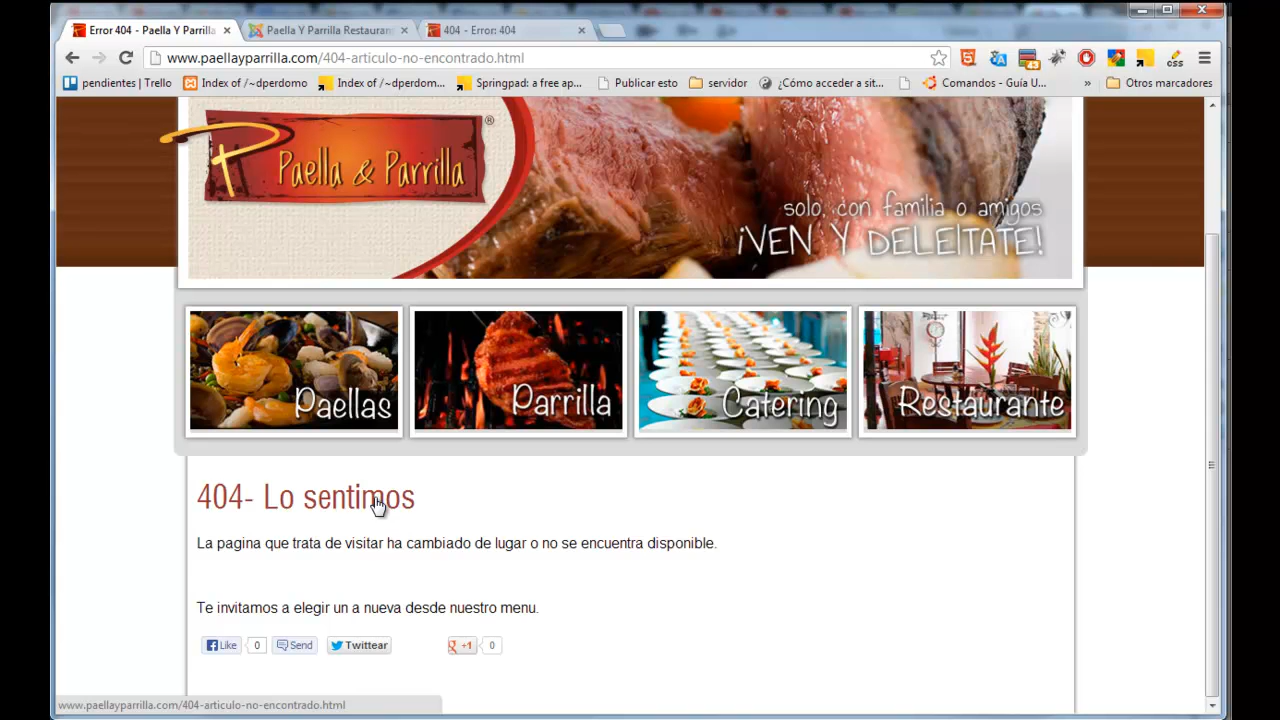 Error 404 - Paella Y Parrilla
Paella Y Parrilla Restauran
404 - Error: 404
www.paellayparrilla.com/404-articulo-no-encontrado.html
pendientes | Trello
Index of /~dperdomo
Index of /~dperdom...
Springpad: a free ap...
Publicar esto
servidor
¿Cómo acceder a sit...
Comandos - Guía U...
»
Otros marcadores
Paella & Parrilla ®
solo, con familia o amigos
¡VEN Y DELEITATE!
Paellas
Parrilla
Catering
Restaurante
404- Lo sentimos
La pagina que trata de visitar ha cambiado de lugar o no se encuentra disponible.
Te invitamos a elegir un a nueva desde nuestro menu.
Like 0 Send Twittear +1 0
www.paellayparrilla.com/404-articulo-no-encontrado.html